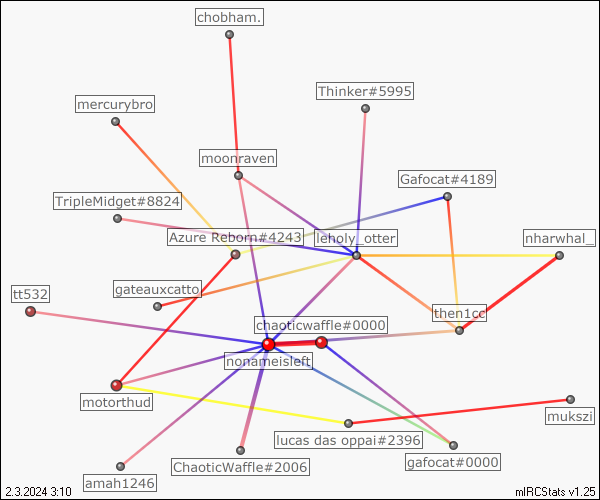 chobham.
Thinker#5995
mercurybro
moonraven
Gafocat#4189
TripleMidget#8824
Azure Reborn#4243
leholy_otter
nharwhal_
gateauxcatto
tt532
then1cc
chaoticwaffle#0000
nonameisleft
motorthud
mukszi
lucas das oppai#2396
gafocat#0000
ChaoticWaffle#2006
amah1246
2.3.2024 3:10
mIRCStats v1.25